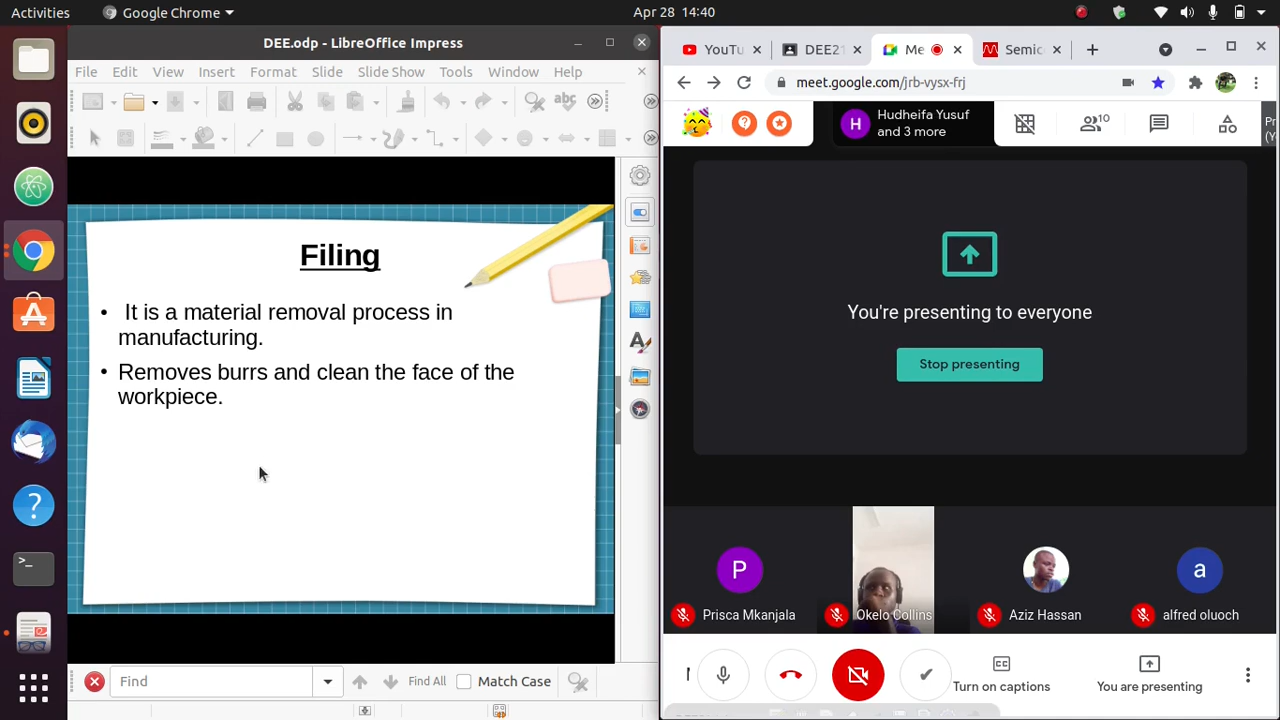 Activities
Google Chrome
Apr 28 14:40
DEE.odp - LibreOffice Impress
File Edit View Insert Format Slide Slide Show Tools Window Help
abc
Filing
• It is a material removal process in
manufacturing.
• Removes burrs and clean the face of the
workpiece.
Find
Find All
Match Case
YouTu
DEE21
Me
Semic
meet.google.com/jrb-vysx-frj
H
Hudheifa Yusuf
and 3 more
10
You're presenting to everyone
Stop presenting
P
Prisca Mkanjala
Okelo Collins
Aziz Hassan
a
alfred oluoch
CC
Turn on captions
You are presenting